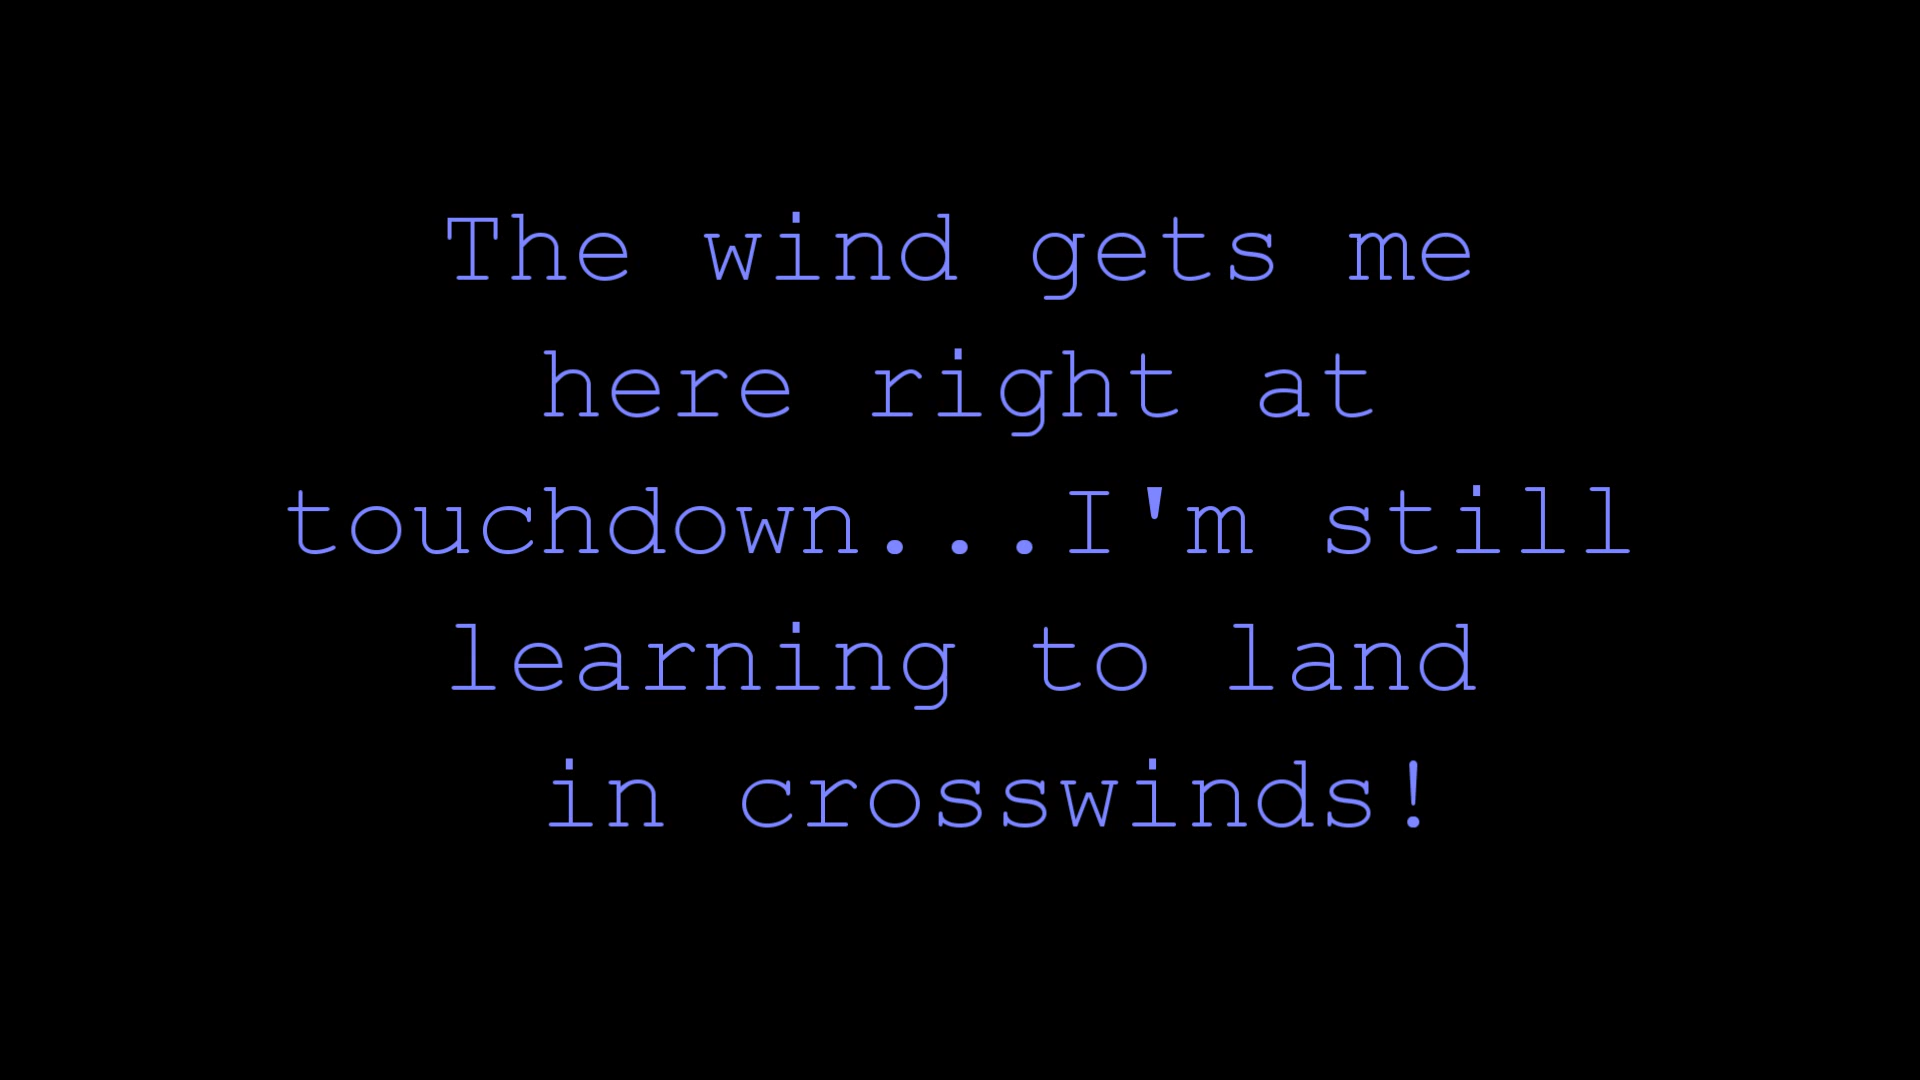 The wind gets me
here right at
touchdown...I'm still
learning to land
in crosswinds!